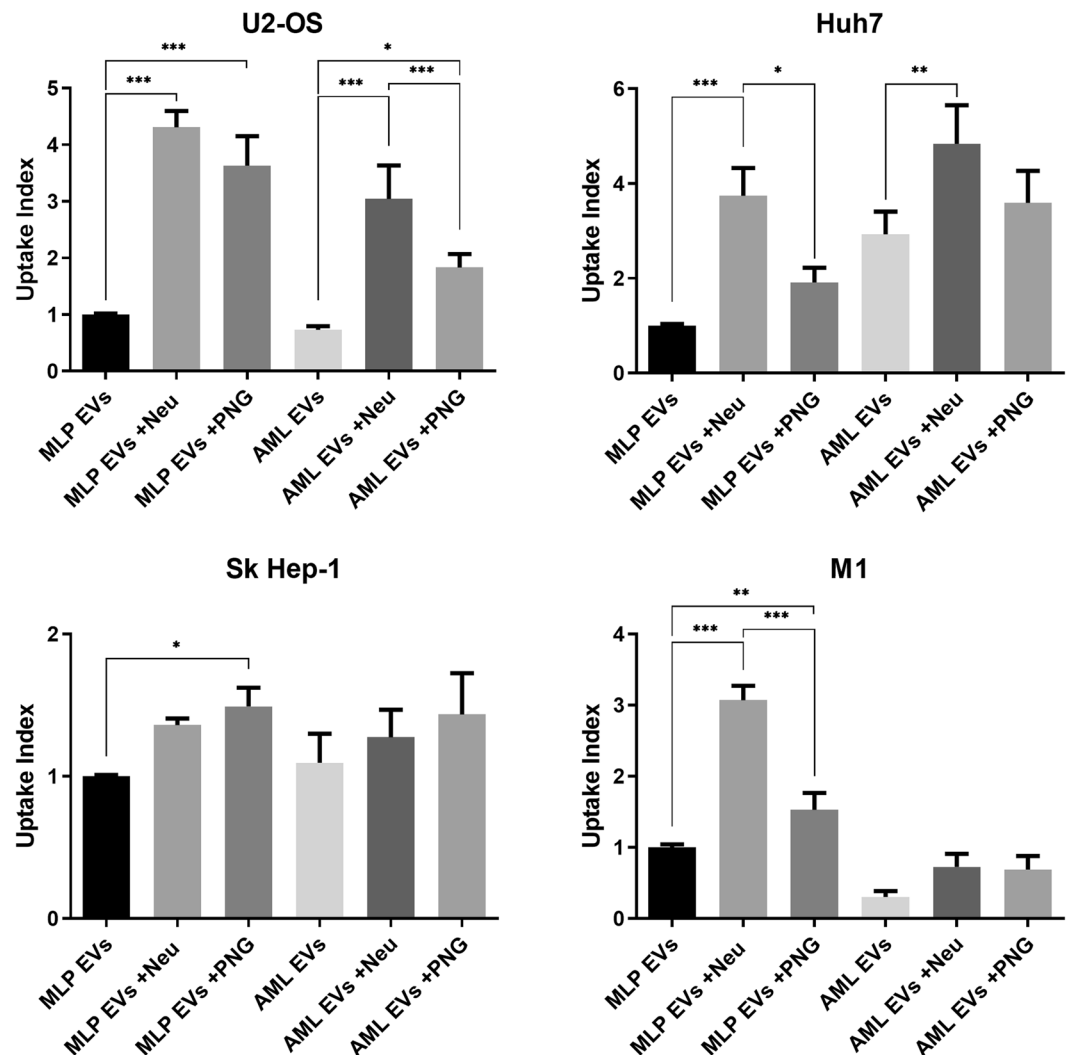 U2-OS
***
*
***
***
***
5
4
3
2
1
0
Uptake Index
MLP EVs
MLP EVs +Neu
MLP EVs +PNG
AML EVs
AML EVs +Neu
AML EVs +PNG
Huh7
***
*
**
6
4
2
0
Uptake Index
MLP EVs
MLP EVs +Neu
MLP EVs +PNG
AML EVs
AML EVs +Neu
AML EVs +PNG
Sk Hep-1
*
2
1
0
Uptake Index
MLP EVs
MLP EVs +Neu
MLP EVs +PNG
AML EVs
AML EVs +Neu
AML EVs +PNG
M1
**
***
***
4
3
2
1
0
Uptake Index
MLP EVs
MLP EVs +Neu
MLP EVs +PNG
AML EVs
AML EVs +Neu
AML EVs +PNG